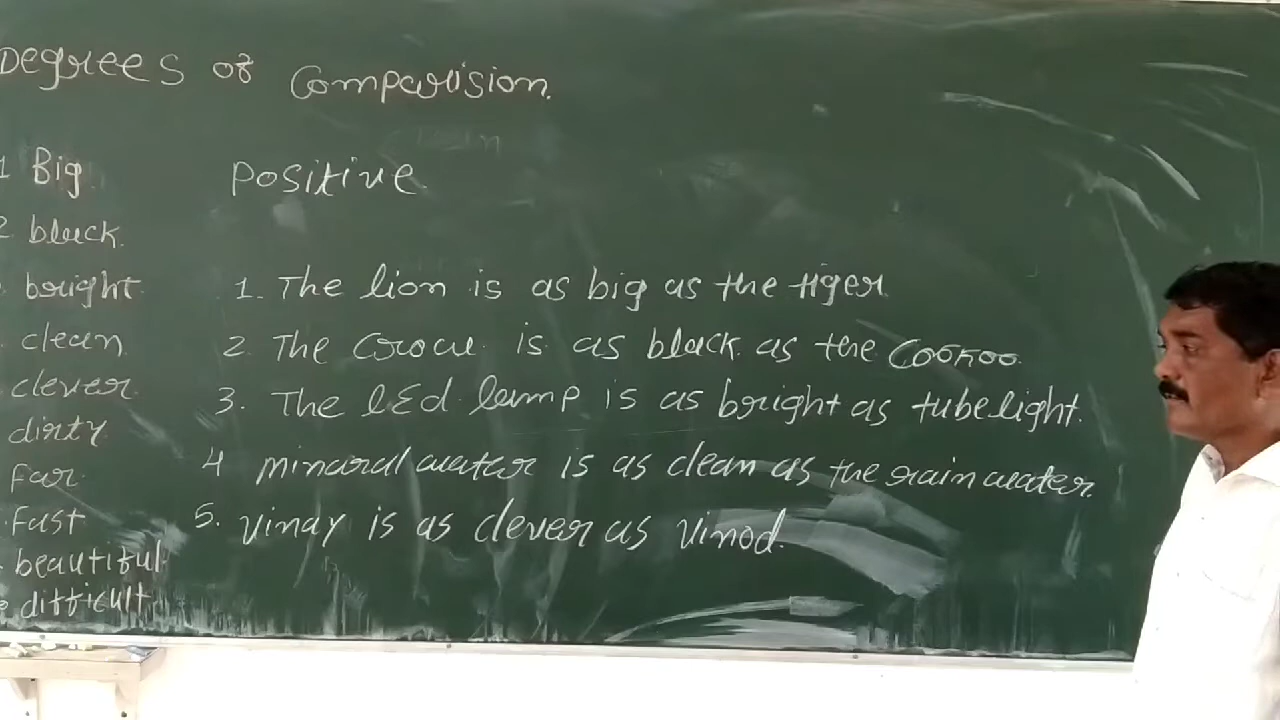 Degrees of Comparision.
1 Big
Positive
2 black.
bright
1. The lion is as big as the tiger
clean
2. The Crocu is as black as the Cookoo.
clever
3. The lEd lamp is as bright as tubelight.
dirty
4 minaral watar is as clean as the rain water.
far
5. Vinay is as clever as Vinod.
Fast
beautiful
difficult